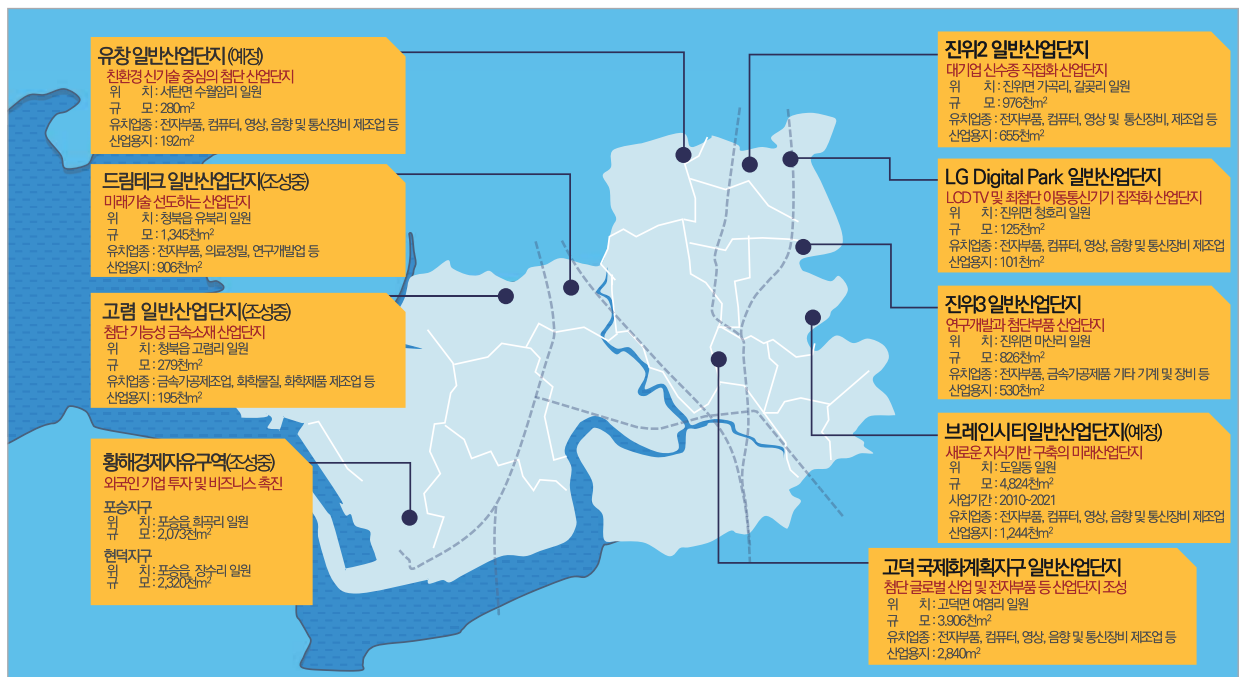 유창 일반산업단지 (예정)
친환경 신기술 중심의 첨단 산업단지
위 치 : 서탄면 수월암리 일원
규 모 : 280m²
유치업종 : 전자부품, 컴퓨터, 영상, 음향 및 통신장비 제조업 등
산업용지 : 192m²
드림테크 일반산업단지(조성중)
미래기술 선도하는 산업단지
위 치 : 청북읍 유북리 일원
규 모 : 1,345천m²
유치업종 : 전자부품, 의료정밀, 연구개발업 등
산업용지 : 906천m²
고렴 일반산업단지(조성중)
첨단 기능성 금속소재 산업단지
위 치 : 청북읍 고렴리 일원
규 모 : 279천m²
유치업종 : 금속가공제조업, 화학물질, 화학제품 제조업 등
산업용지 : 195천m²
황해경제자유구역(조성중)
외국인 기업 투자 및 비즈니스 촉진
포승지구
위 치 : 포승읍 희곡리 일원
규 모 : 2,073천m²
현덕지구
위 치 : 포승읍 장수리 일원
규 모 : 2,320천m²
진위2 일반산업단지
대기업 신수종 직접화 산업단지
위 치 : 진위면 가곡리, 갈곶리 일원
규 모 : 976천m²
유치업종 : 전자부품, 컴퓨터, 영상 및 통신장비, 제조업 등
산업용지 : 655천m²
LG Digital Park 일반산업단지
LCD TV 및 최첨단 이동통신기기 집적화 산업단지
위 치 : 진위면 청호리 일원
규 모 : 125천m²
유치업종 : 전자부품, 컴퓨터, 영상, 음향 및 통신장비 제조업
산업용지 : 101천m²
진위3 일반산업단지
연구개발과 첨단부품 산업단지
위 치 : 진위면 마산리 일원
규 모 : 826천m²
유치업종 : 전자부품, 금속가공제품 기타 기계 및 장비 등
산업용지 : 530천m²
브레인시티일반산업단지(예정)
새로운 지식기반 구축의 미래산업단지
위 치 : 도일동 일원
규 모 : 4,824천m²
사업기간 : 2010~2021
유치업종 : 전자부품, 컴퓨터, 영상, 음향 및 통신장비 제조업
산업용지 : 1,244천m²
고덕 국제화계획지구 일반산업단지
첨단 글로벌 산업 및 전자부품 등 산업단지 조성
위 치 : 고덕면 여염리 일원
규 모 : 3.906천m²
유치업종 : 전자부품, 컴퓨터, 영상, 음향 및 통신장비 제조업 등
산업용지 : 2,840m²